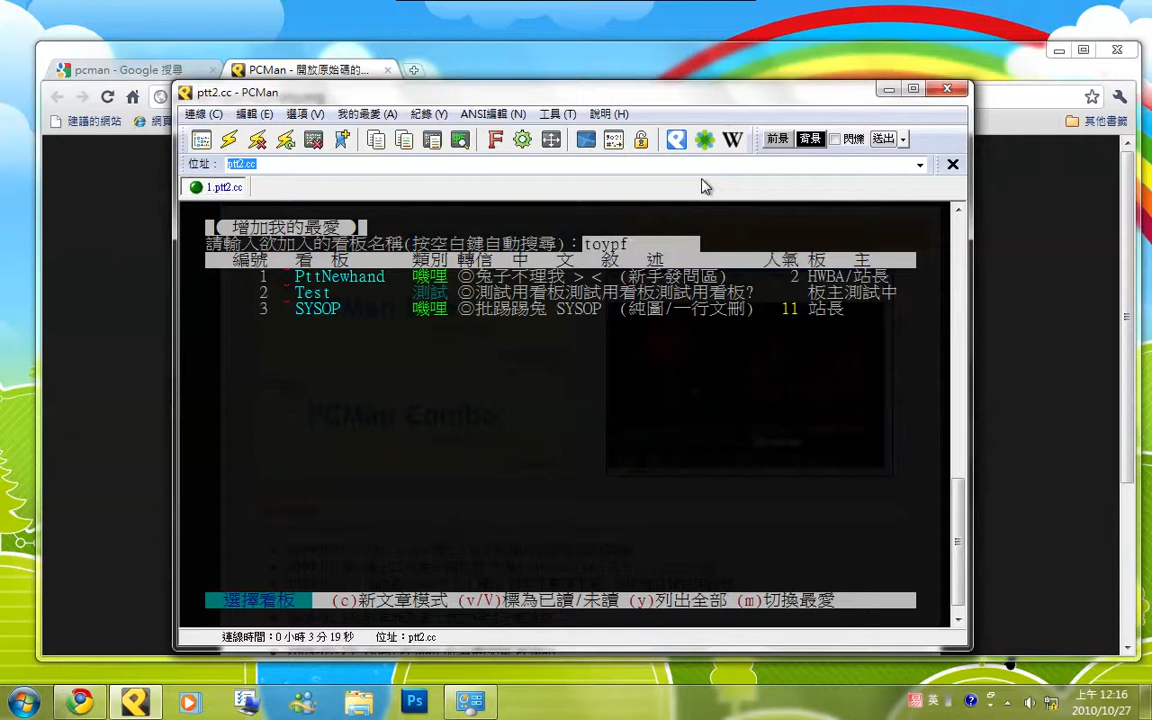 pcman - Google 搜尋
PCMan - 開放原始碼的...
建議的網站
其他書籤
ptt2.cc - PCMan
連線 (C) 編輯 (E) 選項 (V) 我的最愛 (A) 紀錄 (Y) ANSI編輯 (N) 工具 (T) 說明 (H)
前景 背景 閃爍 送出
位址： ptt2.cc
1.ptt2.cc
【 增加我的最愛 】
請輸入欲加入的看板名稱(按空白鍵自動搜尋)：toypf
編號 看 板 類別 轉信 中 文 敘 述 人氣 板 主
1 PttNewhand 嘰哩 ◎兔子不理我 > < (新手發問區) 2 HWBA/站長
2 Test 測試 ◎測試用看板測試用看板測試用看板? 板主測試中
3 SYSOP 嘰哩 ◎批踢踢兔 SYSOP (純園/一行文刪) 11 站長
PCMan Combo
選擇看板 (c)新文章模式 (v/V)標為已讀/未讀 (y)列出全部 (m)切換最愛
連線時間：0 小時 3 分 19 秒 位址：ptt2.cc
Ps
英
上午 12:16
2010/10/27